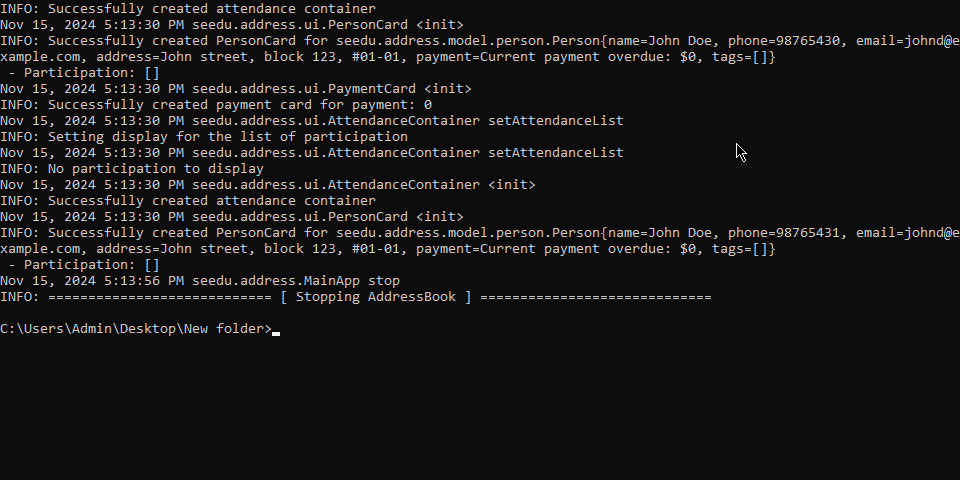 INFO: Successfully created attendance container
Nov 15, 2024 5:13:30 PM seedu.address.ui.PersonCard <init>
INFO: Successfully created PersonCard for seedu.address.model.person.Person{name=John Doe, phone=98765430, email=johnd@e
xample.com, address=John street, block 123, #01-01, payment=Current payment overdue: $0, tags=[]}
 - Participation: []
Nov 15, 2024 5:13:30 PM seedu.address.ui.PaymentCard <init>
INFO: Successfully created payment card for payment: 0
Nov 15, 2024 5:13:30 PM seedu.address.ui.AttendanceContainer setAttendanceList
INFO: Setting display for the list of participation
Nov 15, 2024 5:13:30 PM seedu.address.ui.AttendanceContainer setAttendanceList
INFO: No participation to display
Nov 15, 2024 5:13:30 PM seedu.address.ui.AttendanceContainer <init>
INFO: Successfully created attendance container
Nov 15, 2024 5:13:30 PM seedu.address.ui.PersonCard <init>
INFO: Successfully created PersonCard for seedu.address.model.person.Person{name=John Doe, phone=98765431, email=johnd@e
xample.com, address=John street, block 123, #01-01, payment=Current payment overdue: $0, tags=[]}
 - Participation: []
Nov 15, 2024 5:13:56 PM seedu.address.MainApp stop
INFO: ============================ [ Stopping AddressBook ] =============================
C:\Users\Admin\Desktop\New folder>